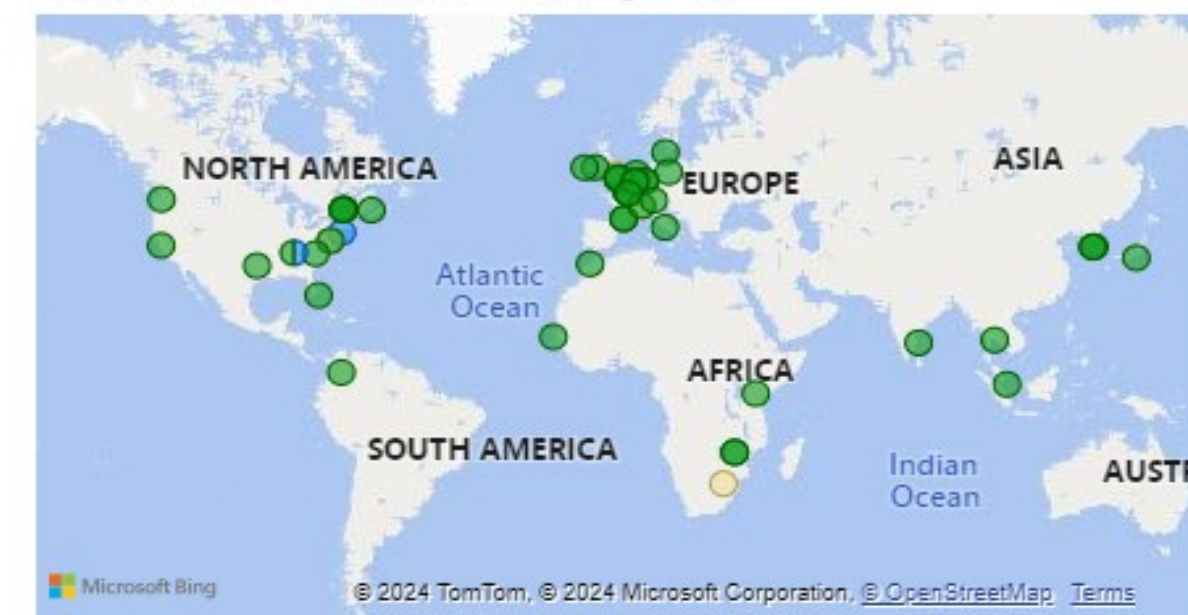 NORTH AMERICA
EUROPE
ASIA
Atlantic
Ocean
AFRICA
SOUTH AMERICA
Indian
Ocean
AUST
Microsoft Bing
© 2024 TomTom, © 2024 Microsoft Corporation, © OpenStreetMap Terms